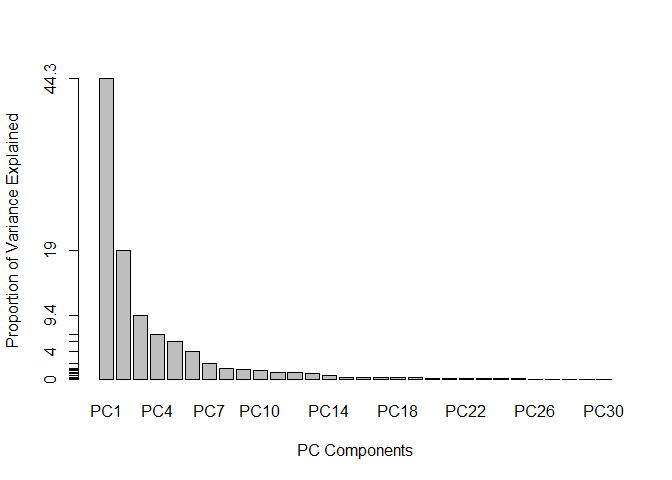 Proportion of Variance Explained
44.3
19
9.4
4
0
PC1 PC4 PC7 PC10 PC14 PC18 PC22 PC26 PC30
PC Components